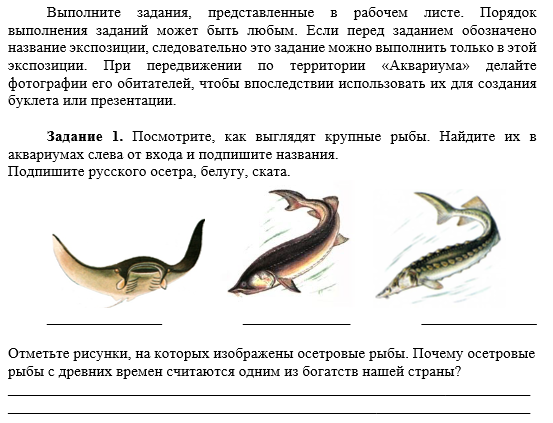 Выполните задания, представленные в рабочем листе. Порядок
выполнения заданий может быть любым. Если перед заданием обозначено
название экспозиции, следовательно это задание можно выполнить только в этой
экспозиции. При передвижении по территории «Аквариума» делайте
фотографии его обитателей, чтобы впоследствии использовать их для создания
буклета или презентации.
Задание 1. Посмотрите, как выглядят крупные рыбы. Найдите их в
аквариумах слева от входа и подпишите названия.
Подпишите русского осетра, белугу, ската.
Отметьте рисунки, на которых изображены осетровые рыбы. Почему осетровые
рыбы с древних времен считаются одним из богатств нашей страны?